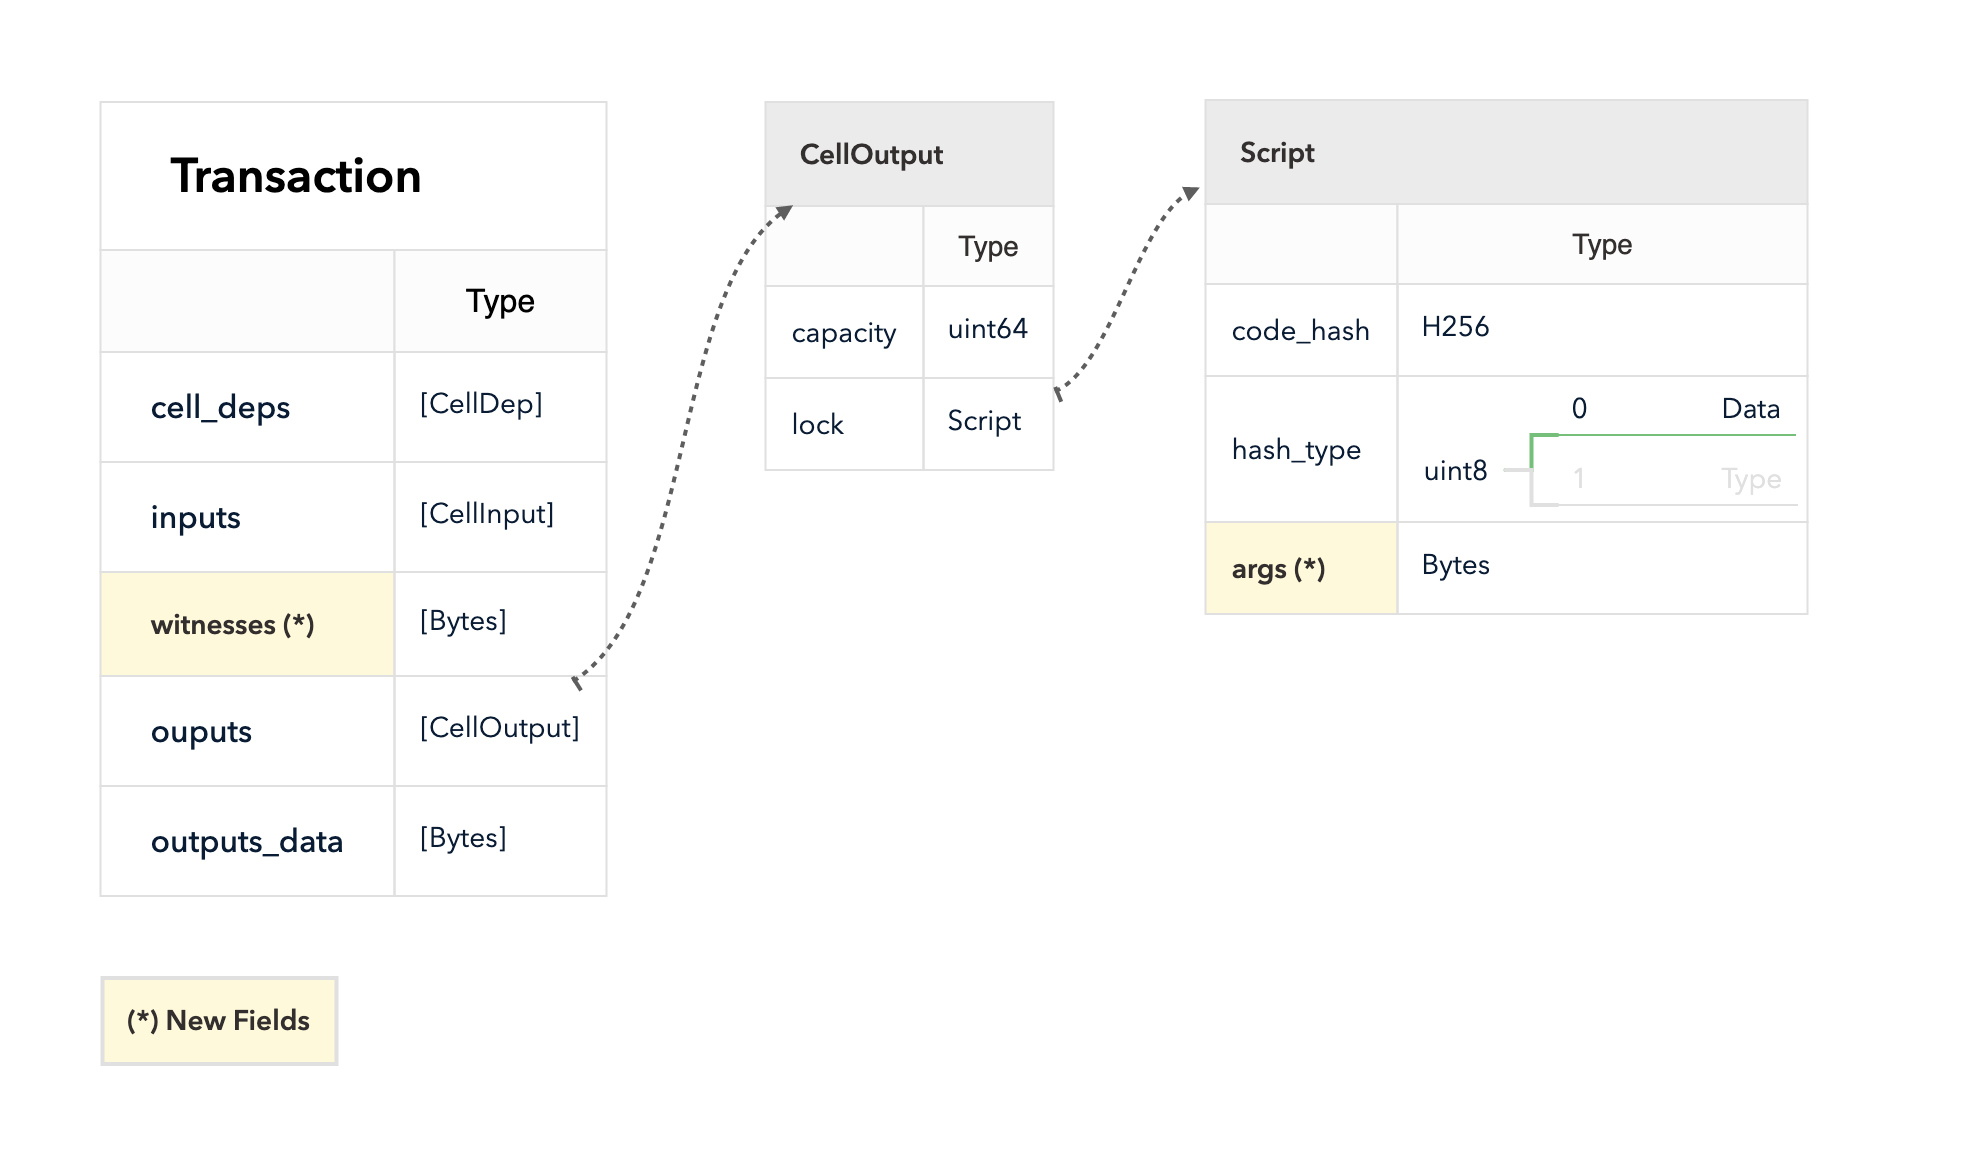 Transaction
Type
cell_deps [CellDep]
inputs [CellInput]
witnesses (*) [Bytes]
ouputs [CellOutput]
outputs_data [Bytes]
(*) New Fields
CellOutput
Type
capacity uint64
lock Script
Script
Type
code_hash H256
hash_type uint8
0 Data
1 Type
args (*) Bytes